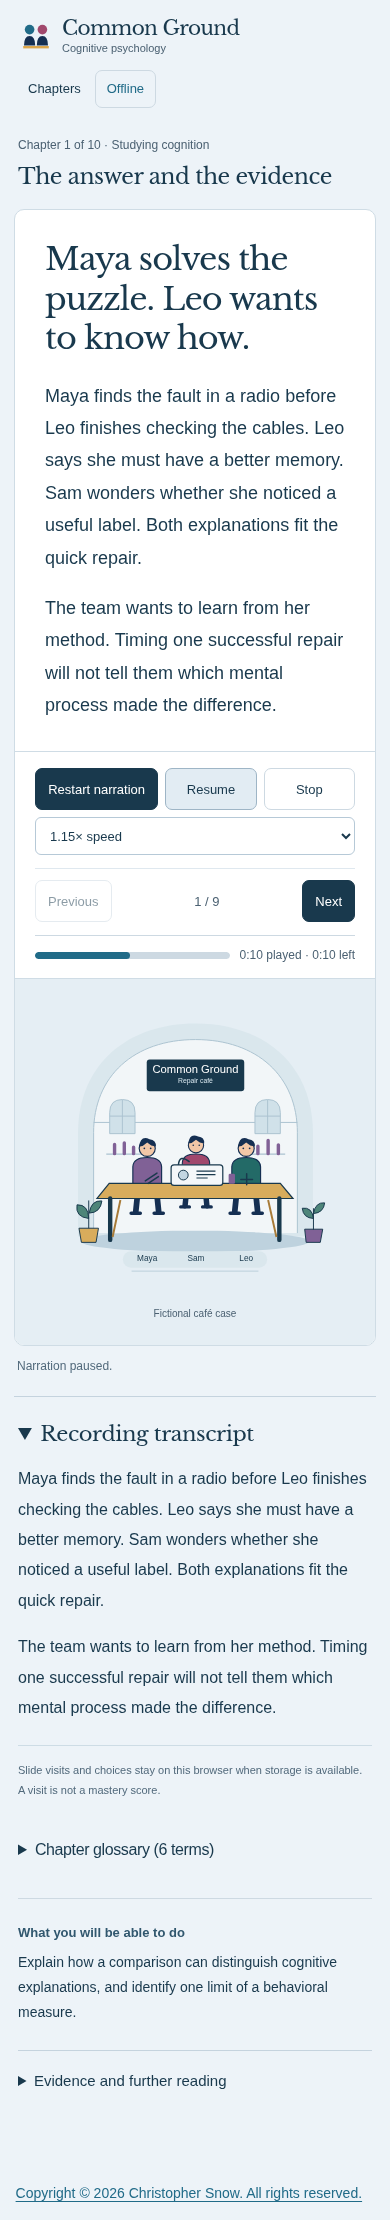 Common Ground
Cognitive psychology
Chapters
Offline
Chapter 1 of 10 · Studying cognition
The answer and the evidence
Maya solves the
puzzle. Leo wants
to know how.
Maya finds the fault in a radio before
Leo finishes checking the cables. Leo
says she must have a better memory.
Sam wonders whether she noticed a
useful label. Both explanations fit the
quick repair.
The team wants to learn from her
method. Timing one successful repair
will not tell them which mental
process made the difference.
Restart narration
Resume
Stop
1.15× speed
Previous
1 / 9
Next
0:10 played · 0:10 left
Common Ground
Repair café
Maya
Sam
Leo
Fictional café case
Narration paused.
Recording transcript
Maya finds the fault in a radio before Leo finishes
checking the cables. Leo says she must have a
better memory. Sam wonders whether she
noticed a useful label. Both explanations fit the
quick repair.
The team wants to learn from her method. Timing
one successful repair will not tell them which
mental process made the difference.
Slide visits and choices stay on this browser when storage is available.
A visit is not a mastery score.
Chapter glossary (6 terms)
What you will be able to do
Explain how a comparison can distinguish cognitive
explanations, and identify one limit of a behavioral
measure.
Evidence and further reading
Copyright © 2026 Christopher Snow. All rights reserved.